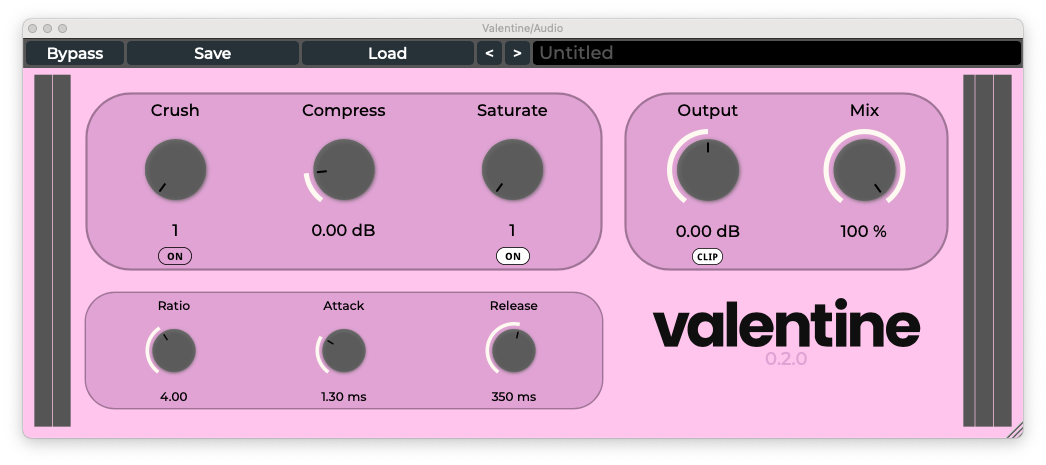 Valentine/Audio
Bypass Save Load < > Untitled
Crush Compress Saturate Output Mix
1 0.00 dB 1 0.00 dB 100 %
ON ON CLIP
Ratio Attack Release
4.00 1.30 ms 350 ms
valentine
0.2.0